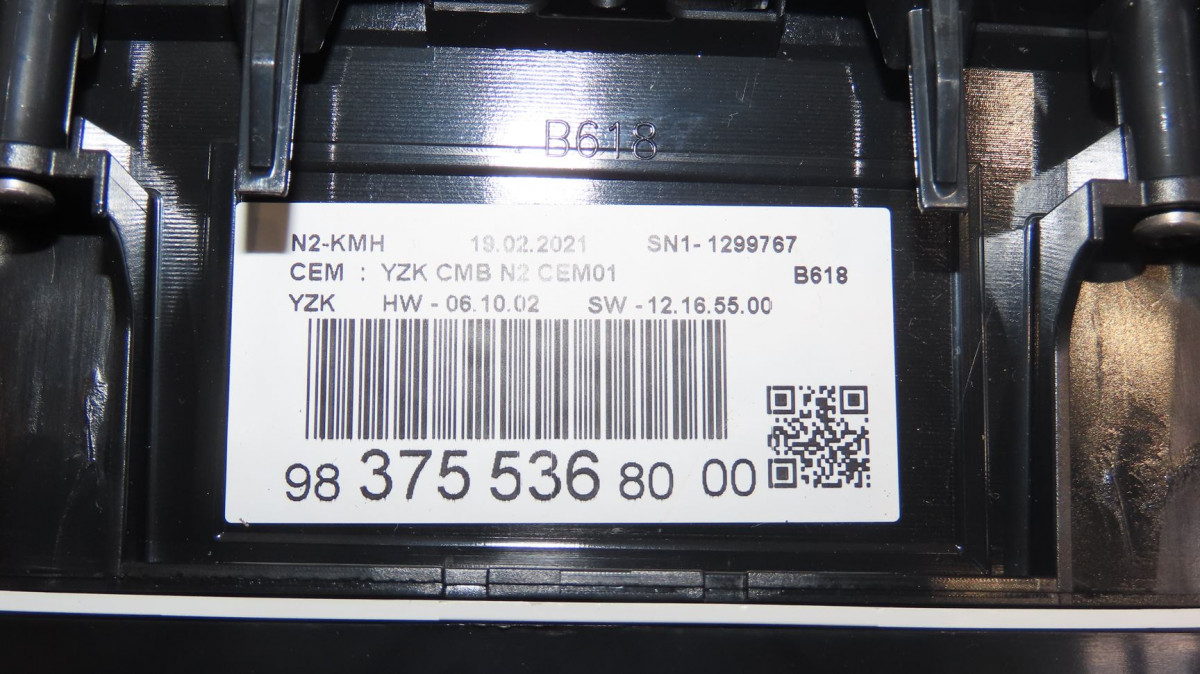 B618
N2-KMH 19.02.2021 SN1- 1299767
CEM : YZK CMB N2 CEM01 B618
YZK HW - 06.10.02 SW - 12.16.55.00
98 375 536 80 00